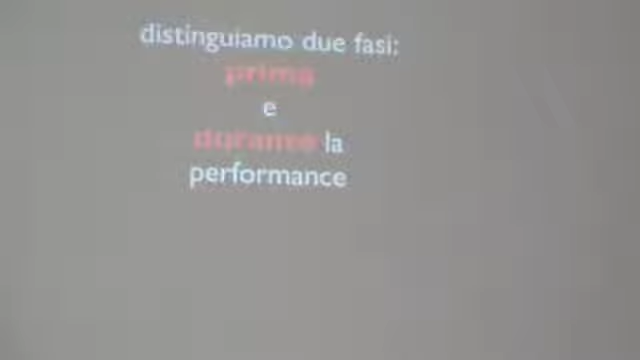 distinguiamo due fasi:
prima
e
durante la
performance